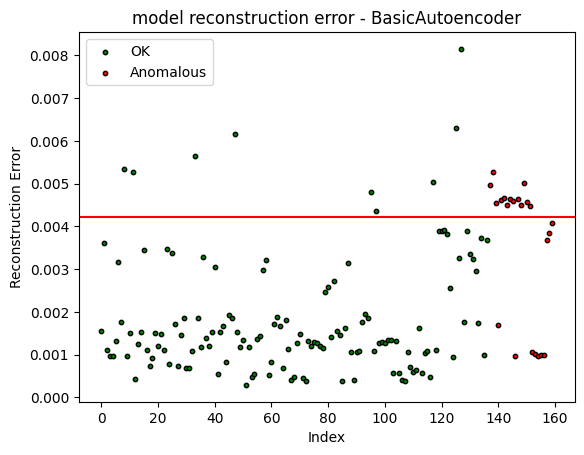 model reconstruction error - BasicAutoencoder
OK
Anomalous
0.008
0.007
0.006
0.005
0.004
0.003
0.002
0.001
0.000
Reconstruction Error
0 20 40 60 80 100 120 140 160
Index